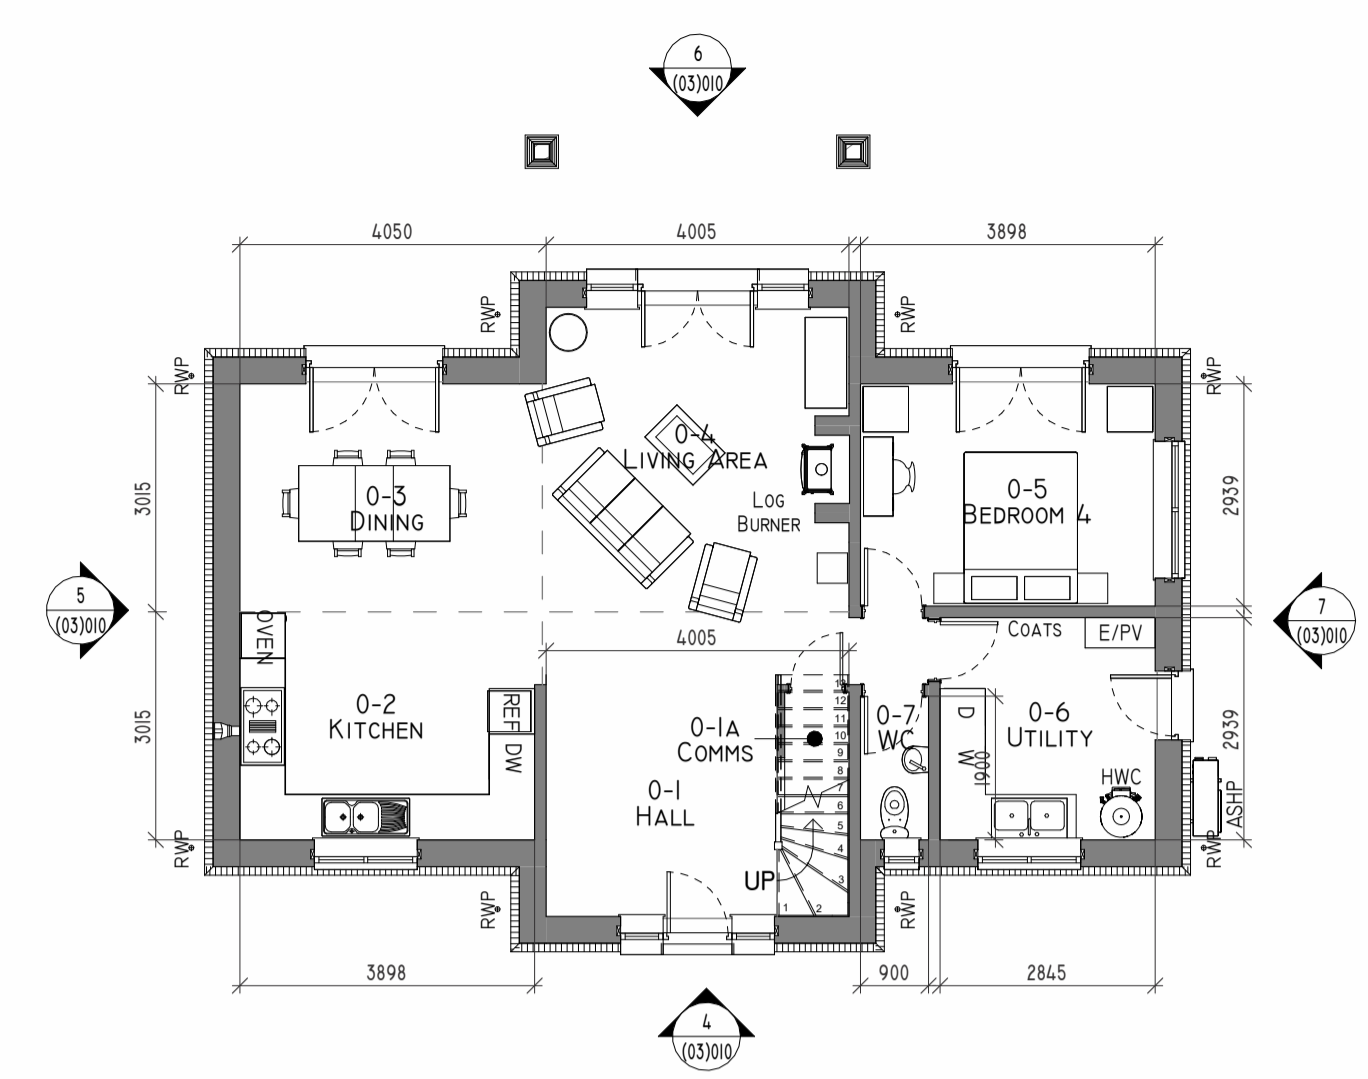 6
(03)010
4050
4005
3898
RWP
RWP
RWP
RWP
0-4
LIVING AREA
0-3
DINING
LOG
BURNER
0-5
BEDROOM 4
3015
2939
5
(03)010
7
(03)010
OVEN
4005
COATS
E/PV
0-2
KITCHEN
REF
DW
0-1A
COMMS
0-7
WC
D
W
1900
0-6
UTILITY
HWC
3015
2939
ASHP
0-1
HALL
13
12
11
10
9
8
7
6
5
4
3
2
1
UP
RWP
RWP
RWP
RWP
3898
900
2845
4
(03)010